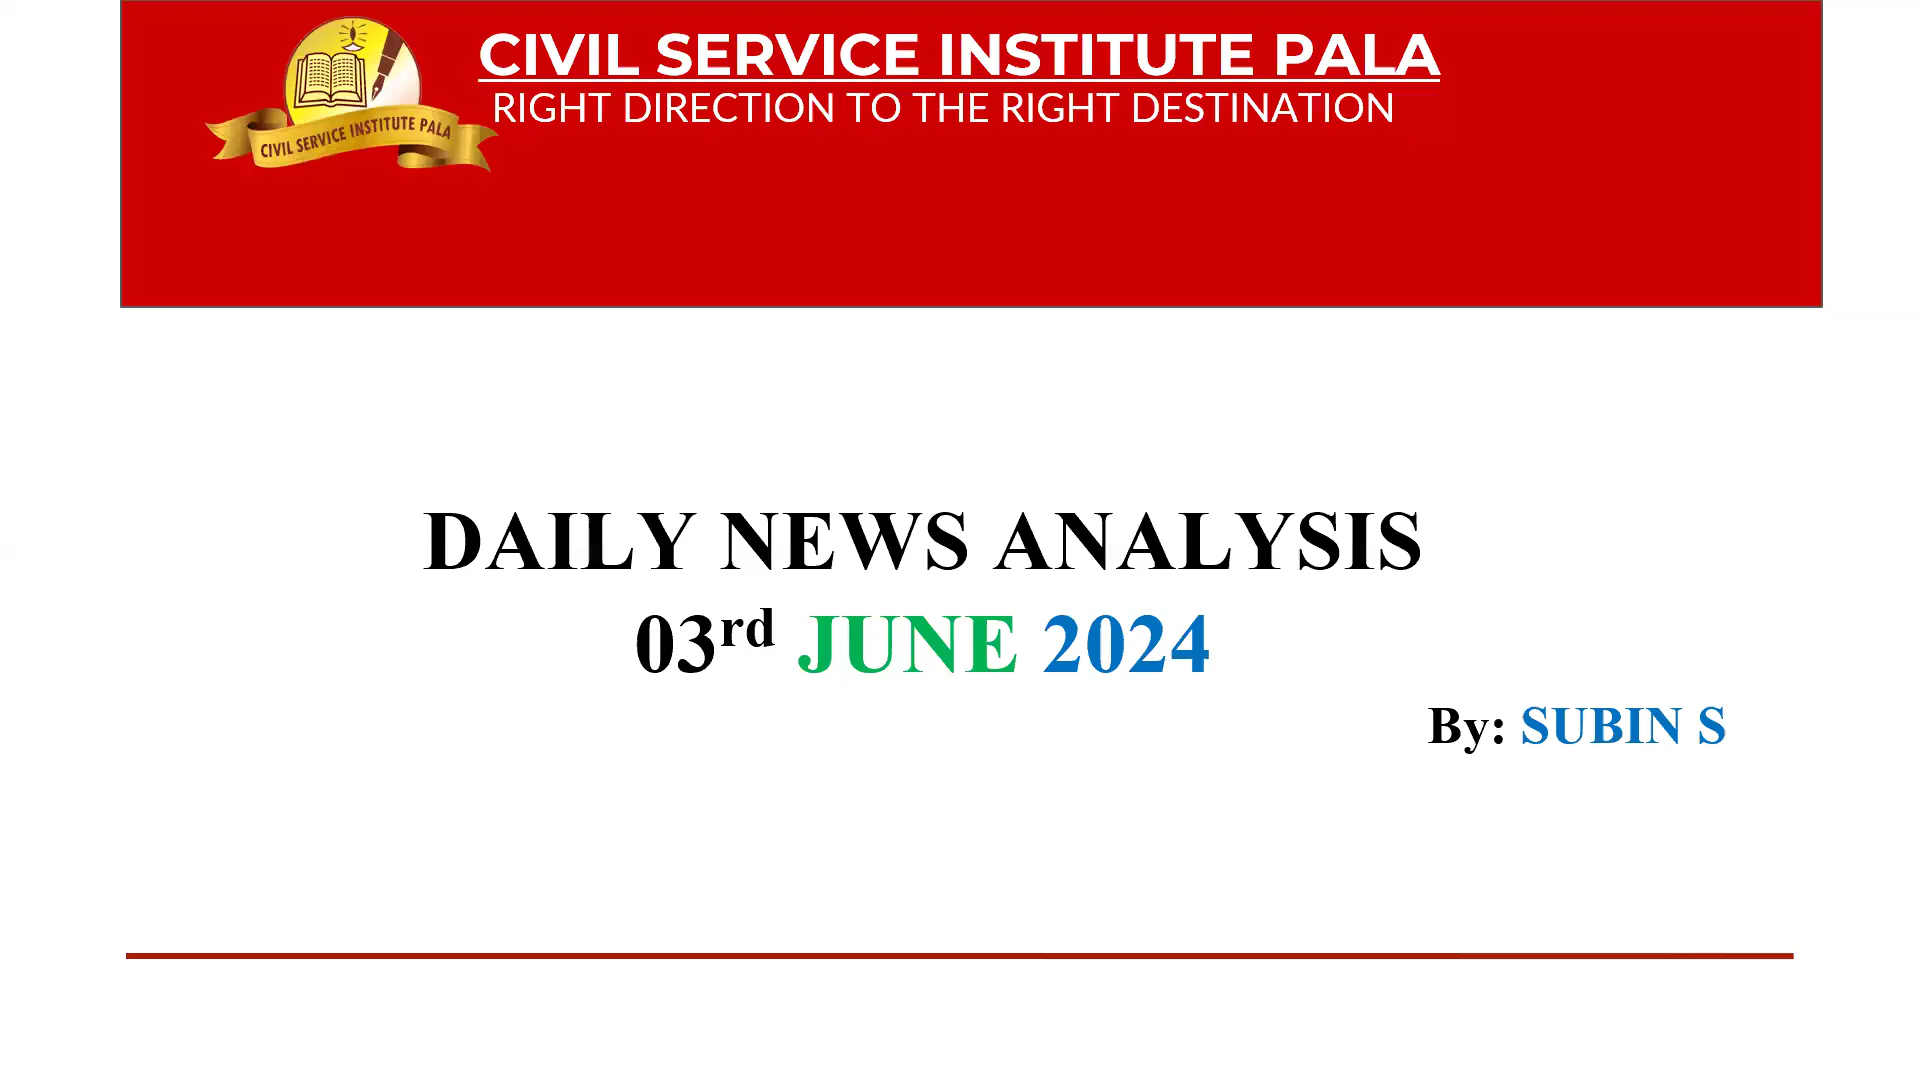 CIVIL SERVICE INSTITUTE PALA
RIGHT DIRECTION TO THE RIGHT DESTINATION
CIVIL SERVICE INSTITUTE PALA
DAILY NEWS ANALYSIS
03rd JUNE 2024
By: SUBIN S